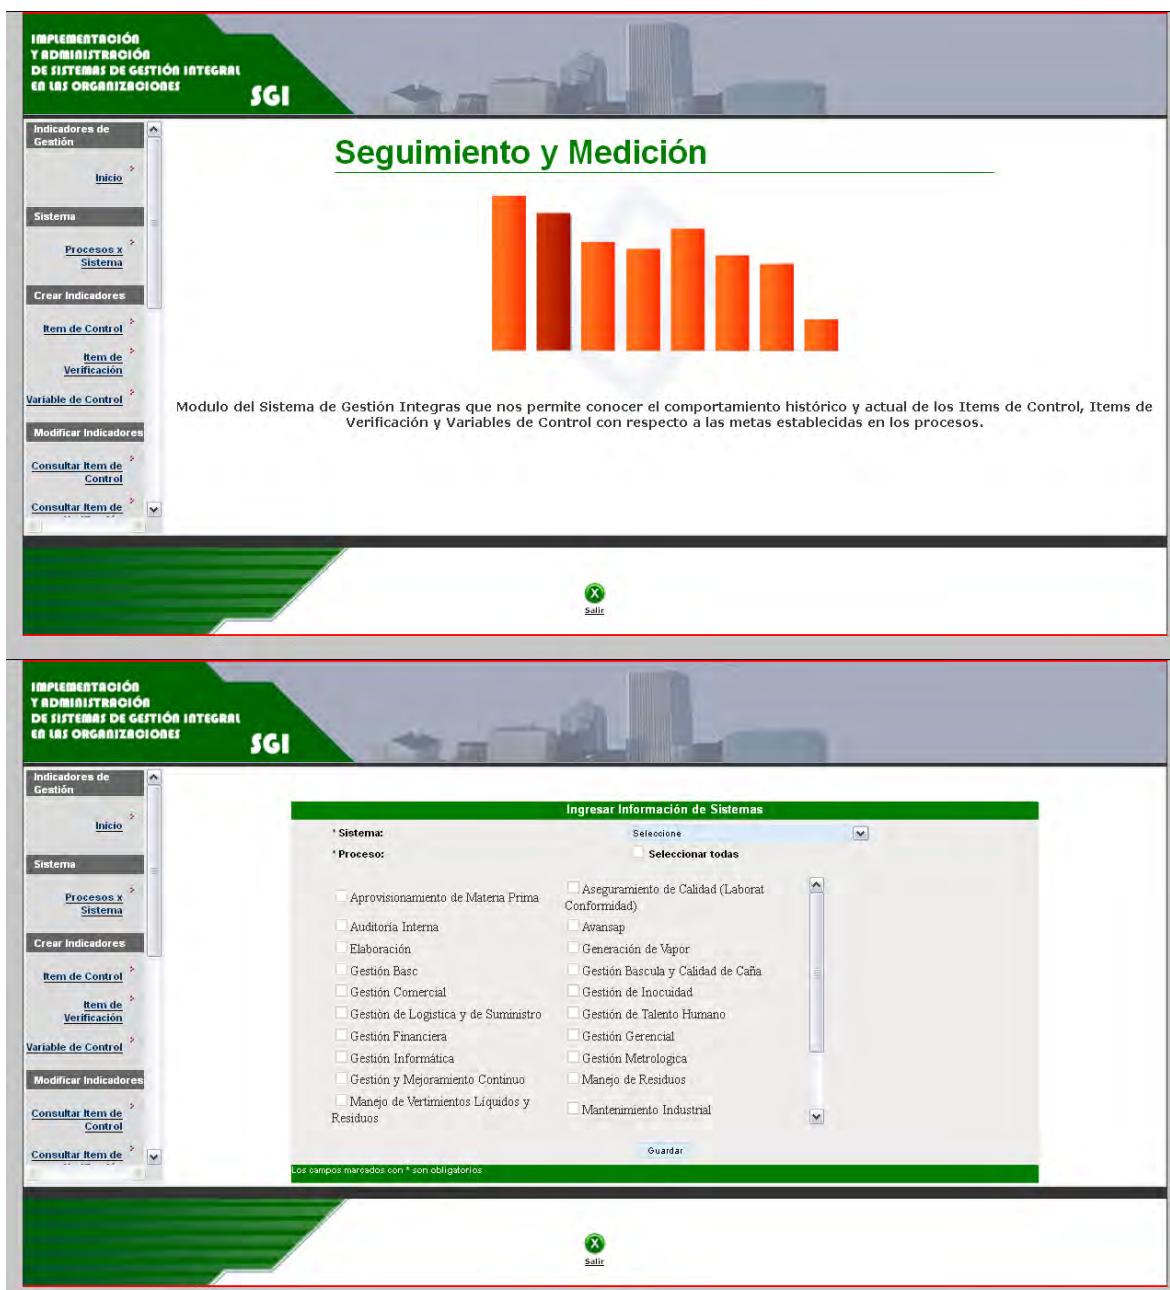 IMPLEMENTACIÓN
Y ADMINISTRACIÓN
DE SISTEMAS DE GESTIÓN INTEGRAL
EN LAS ORGANIZACIONES
SGI
Indicadores de
Gestión
Inicio
Sistema
Procesos x
Sistema
Crear Indicadores
Item de Control
Item de
Verificación
Variable de Control
Modificar Indicadores
Consultar Item de
Control
Consultar Item de
Seguimiento y Medición
Modulo del Sistema de Gestión Integras que nos permite conocer el comportamiento histórico y actual de los Items de Control, Items de
Verificación y Variables de Control con respecto a las metas establecidas en los procesos.
X
Salir
IMPLEMENTACIÓN
Y ADMINISTRACIÓN
DE SISTEMAS DE GESTIÓN INTEGRAL
EN LAS ORGANIZACIONES
SGI
Indicadores de
Gestión
Inicio
Sistema
Procesos x
Sistema
Crear Indicadores
Item de Control
Item de
Verificación
Variable de Control
Modificar Indicadores
Consultar Item de
Control
Consultar Item de
Ingresar Información de Sistemas
* Sistema: Seleccione
* Proceso: Seleccionar todas
Aprovisionamiento de Materia Prima
Aseguramiento de Calidad (Laborat
Conformidad)
Auditoría Interna
Avansap
Elaboración
Generación de Vapor
Gestión Basc
Gestión Bascula y Calidad de Caña
Gestión Comercial
Gestión de Inocuidad
Gestiòn de Logistica y de Suministro
Gestión de Talento Humano
Gestión Financiera
Gestión Gerencial
Gestión Informática
Gestión Metrologica
Gestión y Mejoramiento Continuo
Manejo de Residuos
Manejo de Vertimientos Líquidos y
Residuos
Mantenimiento Industrial
Guardar
Los campos marcados con * son obligatorios
X
Salir